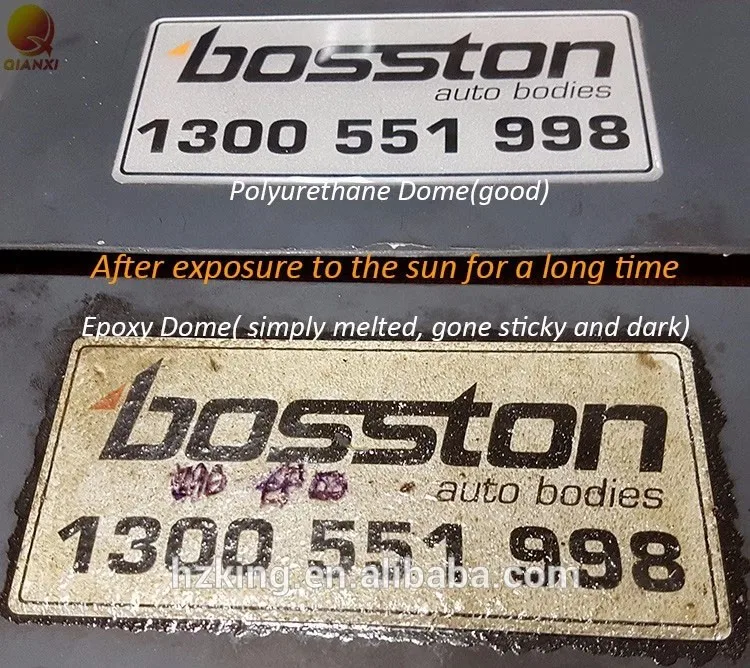 QIANXI
bosston
auto bodies
1300 551 998
Polyurethane Dome(good)
After exposure to the sun for a long time
Epoxy Dome( simply melted, gone sticky and dark)
bosston
auto bodies
1300 551 998
hzking.en.alibaba.com